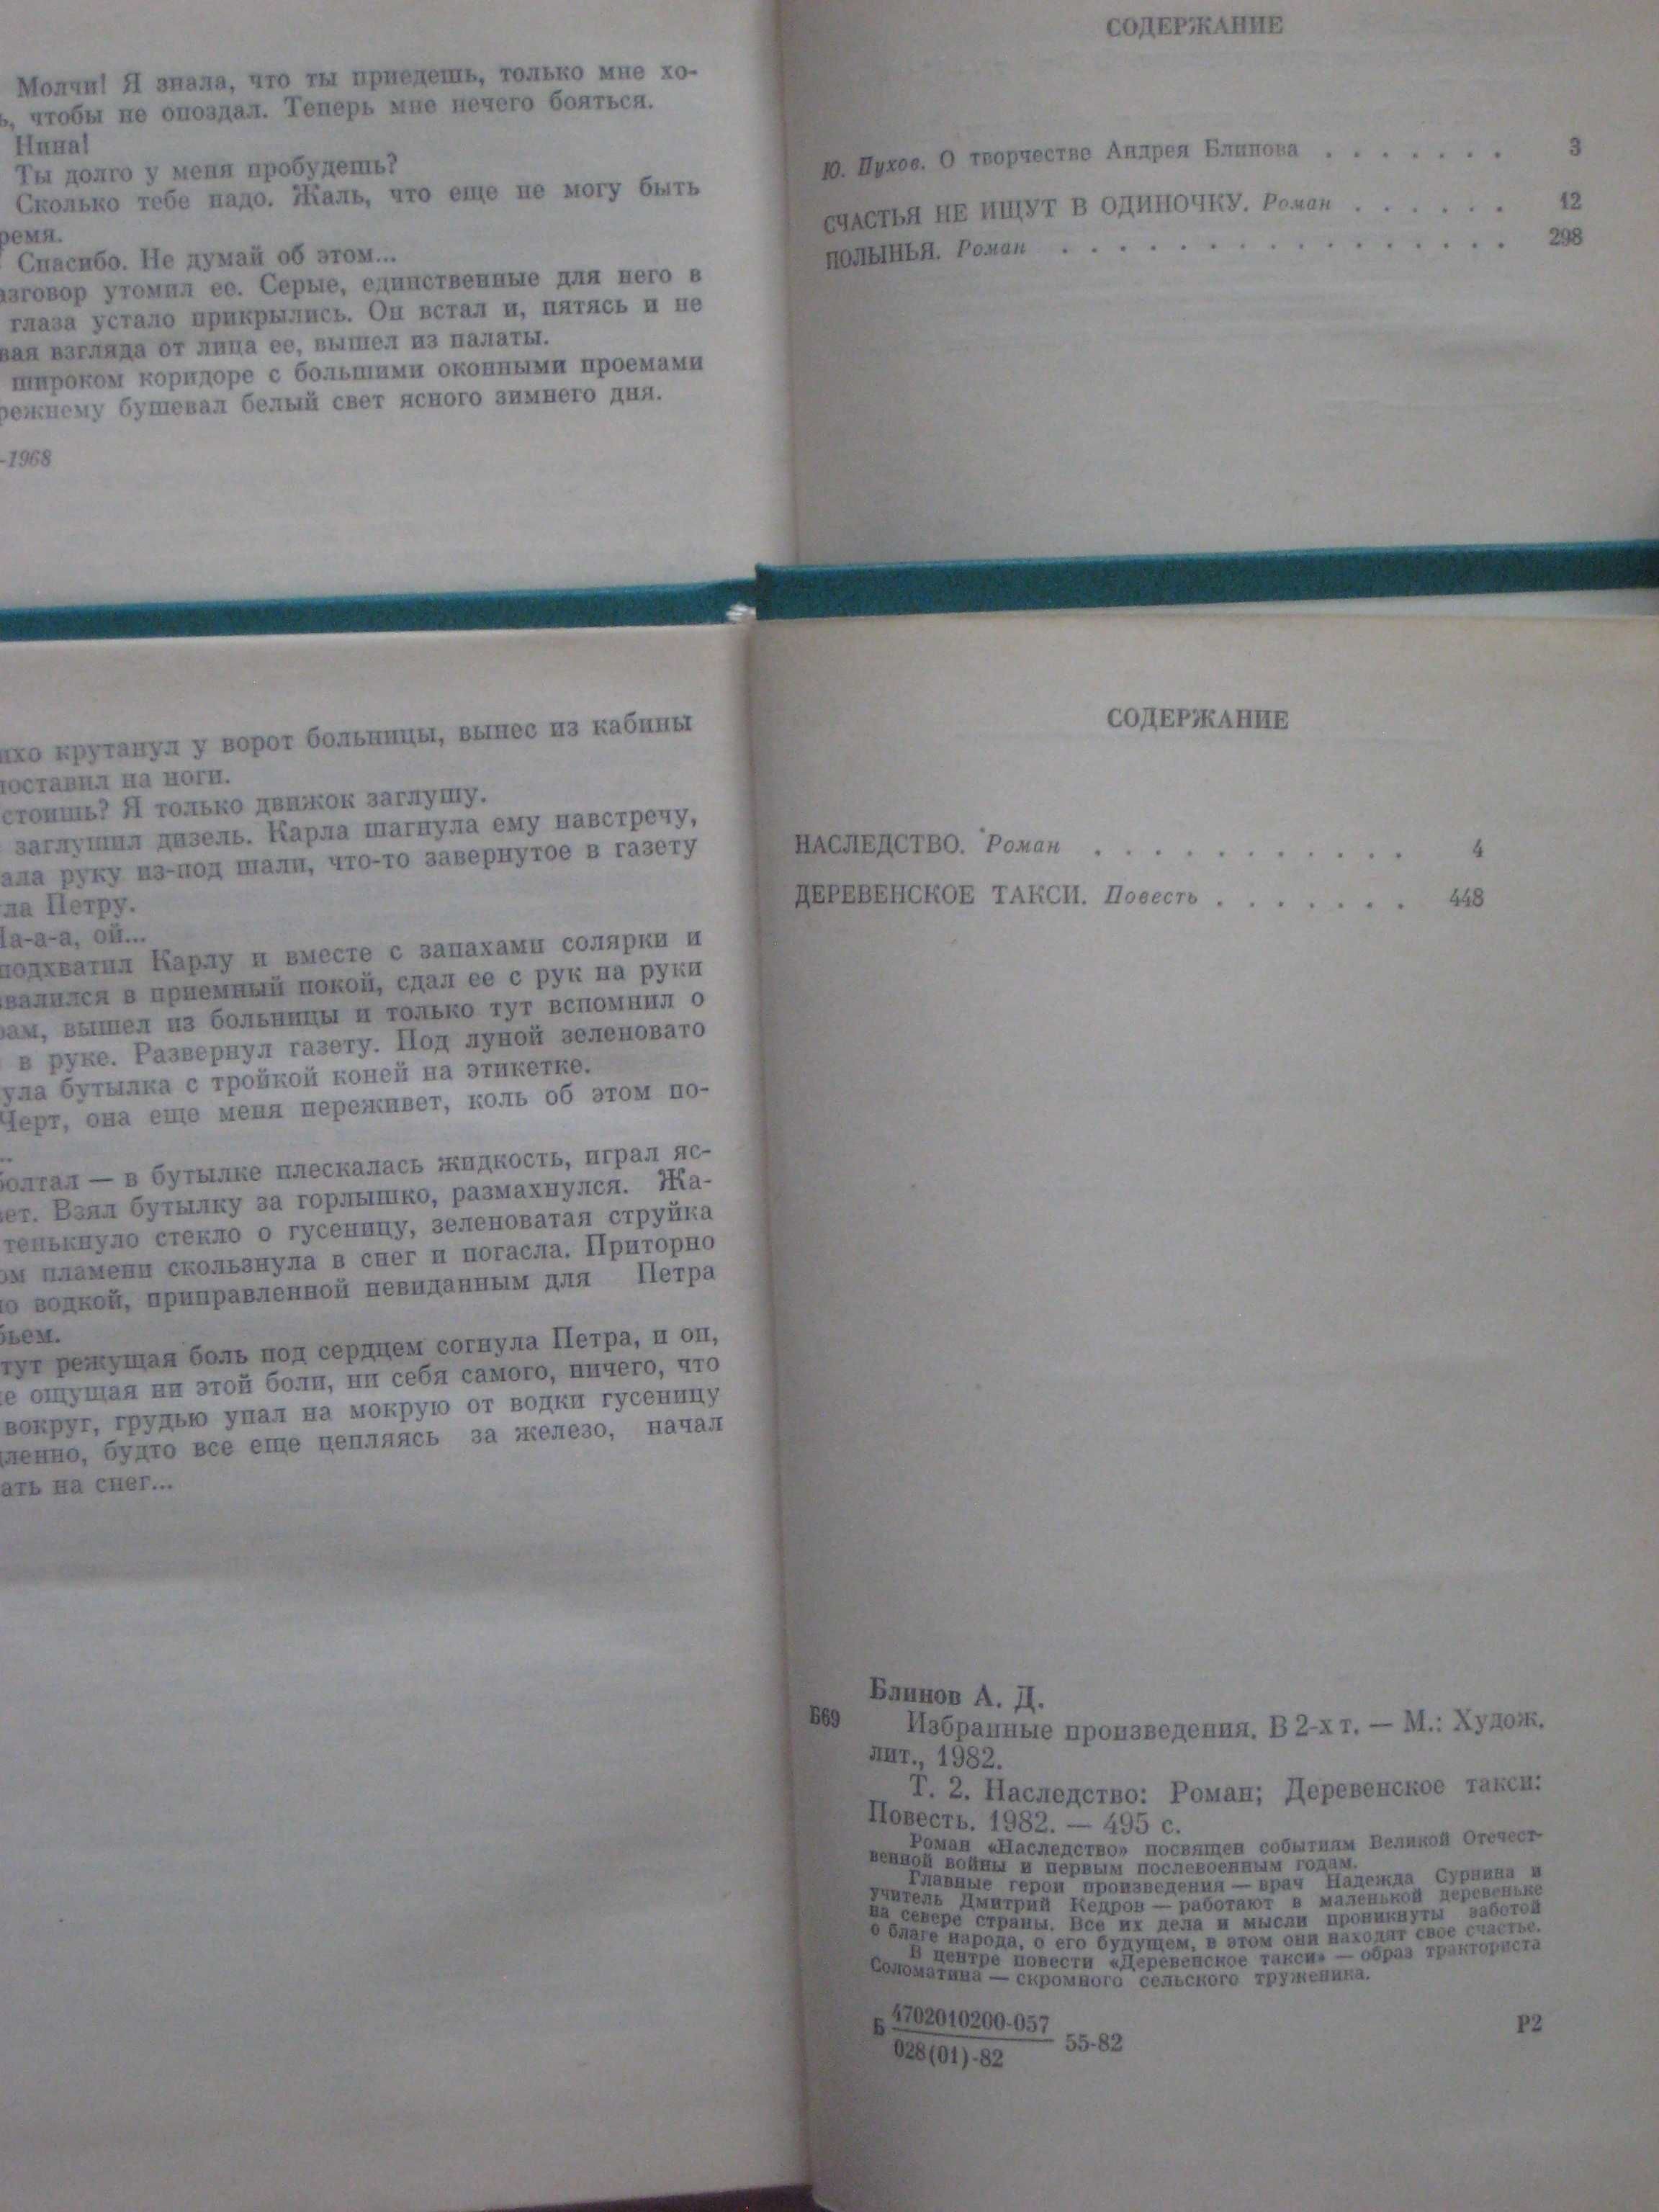 Молчи! Я знала, что ты приедешь, только мне хо-
чтобы не опоздал. Теперь мне нечего бояться.
Нина!
Ты долго у меня пробудешь?
Сколько тебе надо. Жаль, что еще не могу быть
ремя.
Спасибо. Не думай об этом...
азговор утомил ее. Серые, единственные для него в
глаза устало прикрылись. Он встал и, пятясь и не
вая взгляда от лица ее, вышел из палаты.
широком коридоре с большими оконными проемами
режнему бушевал белый свет ясного зимнего дня.
-1968
СОДЕРЖАНИЕ
Ю. Пухов. О творчестве Андрея Блинова . . . . . . . 3
СЧАСТЬЯ НЕ ИЩУТ В ОДИНОЧКУ. Роман . . . . . . 12
ПОЛЫНЬЯ. Роман . . . . . . . . . . . . . . . . 298
ихо крутанул у ворот больницы, вынес из кабины
поставил на ноги.
стоишь? Я только движок заглушу.
заглушил дизель. Карла шагнула ему навстречу,
ала руку из-под шали, что-то завернутое в газету
ла Петру.
На-а-а, ой...
подхватил Карлу и вместе с запахами солярки и
ввалился в приемный покой, сдал ее с рук на руки
рам, вышел из больницы и только тут вспомнил о
в руке. Развернул газету. Под луной зеленовато
ула бутылка с тройкой коней на этикетке.
Черт, она еще меня переживет, коль об этом по-
..
болтал — в бутылке плескалась жидкость, играл яс-
вет. Взял бутылку за горлышко, размахнулся. Жа-
тенькнуло стекло о гусеницу, зеленоватая струйка
ом пламени скользнула в снег и погасла. Приторно
ло водкой, приправленной невиданным для Петра
бьем.
тут режущая боль под сердцем согнула Петра, и он,
не ощущая ни этой боли, ни себя самого, ничего, что
вокруг, грудью упал на мокрую от водки гусеницу
дленно, будто все еще цепляясь за железо, начал
ать на снег...
СОДЕРЖАНИЕ
НАСЛЕДСТВО. Роман . . . . . . . . . . . 4
ДЕРЕВЕНСКОЕ ТАКСИ. Повесть . . . . . . . 448
Блинов А. Д.
Б69 Избранные произведения. В 2-х т. — М.: Худож.
лит., 1982.
Т. 2. Наследство: Роман; Деревенское такси:
Повесть. 1982. — 495 с.
Роман «Наследство» посвящен событиям Великой Отечест-
венной войны и первым послевоенным годам.
Главные герои произведения — врач Надежда Сурнина и
учитель Дмитрий Кедров — работают в маленькой деревеньке
на севере страны. Все их дела и мысли проникнуты заботой
о благе народа, о его будущем, в этом они находят свое счастье.
В центре повести «Деревенское такси» — образ тракториста
Соломатина — скромного сельского труженика.
Б 4702010200-057 55-82 Р2
028(01)-82